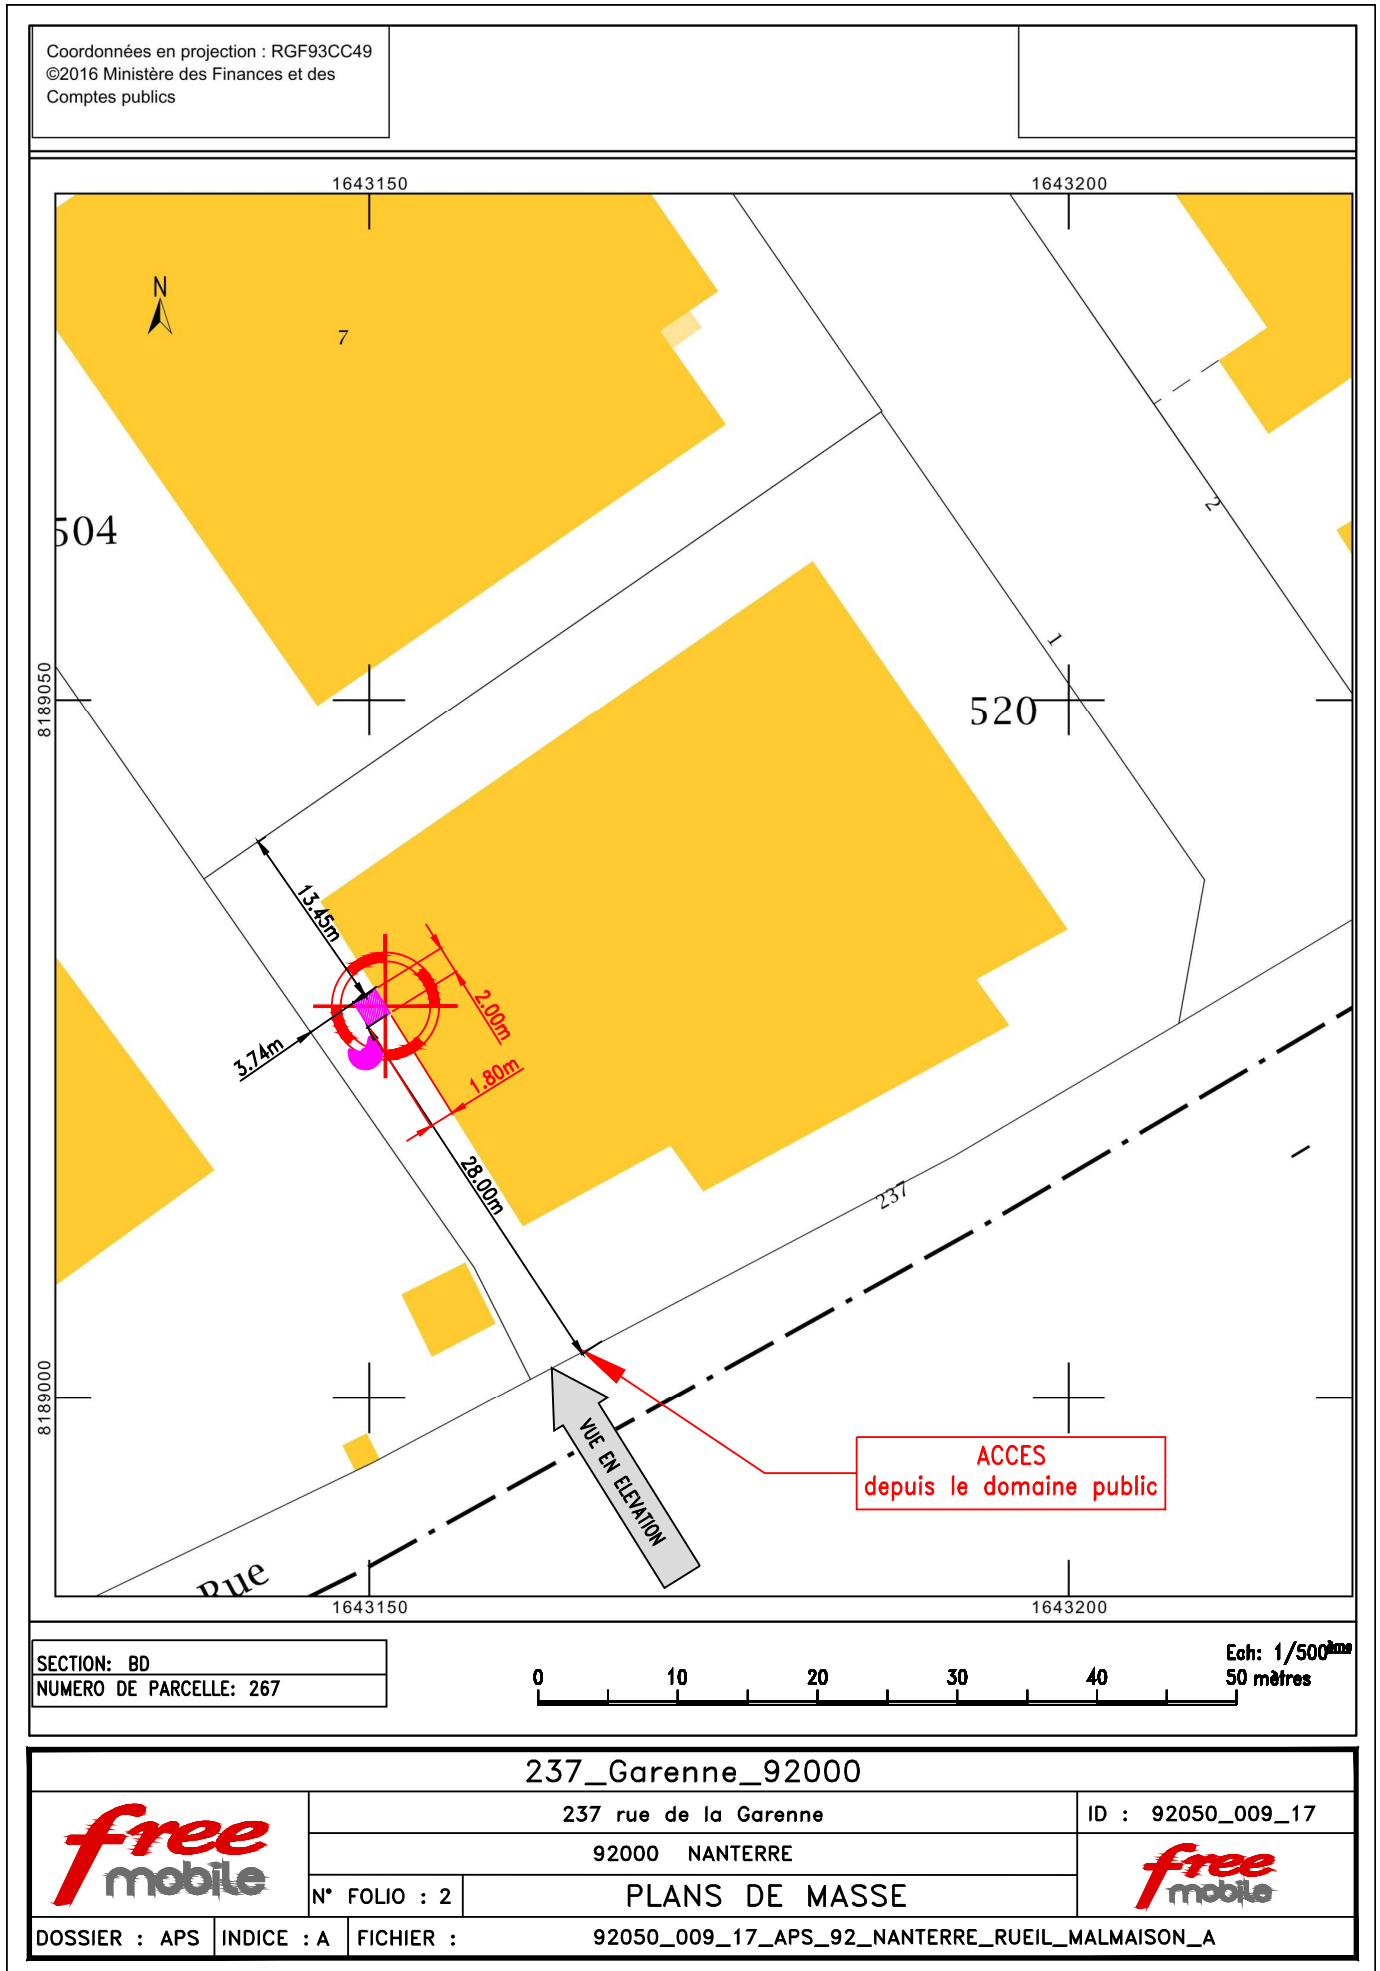 Coordonnées en projection : RGF93CC49
©2016 Ministère des Finances et des
Comptes publics
1643150
1643200
N
7
504
2
1
8189050
520
13.45m
2.00m
3.74m
1.80m
28.00m
237
8189000
VUE EN ELEVATION
ACCES
depuis le domaine public
Rue
1643150
1643200
SECTION: BD
NUMERO DE PARCELLE: 267
Ech: 1/500ème
0 10 20 30 40 50 mètres
237_Garenne_92000
free mobile
237 rue de la Garenne
ID : 92050_009_17
92000 NANTERRE
free mobile
N° FOLIO : 2
PLANS DE MASSE
DOSSIER : APS
INDICE : A
FICHIER : 92050_009_17_APS_92_NANTERRE_RUEIL_MALMAISON_A